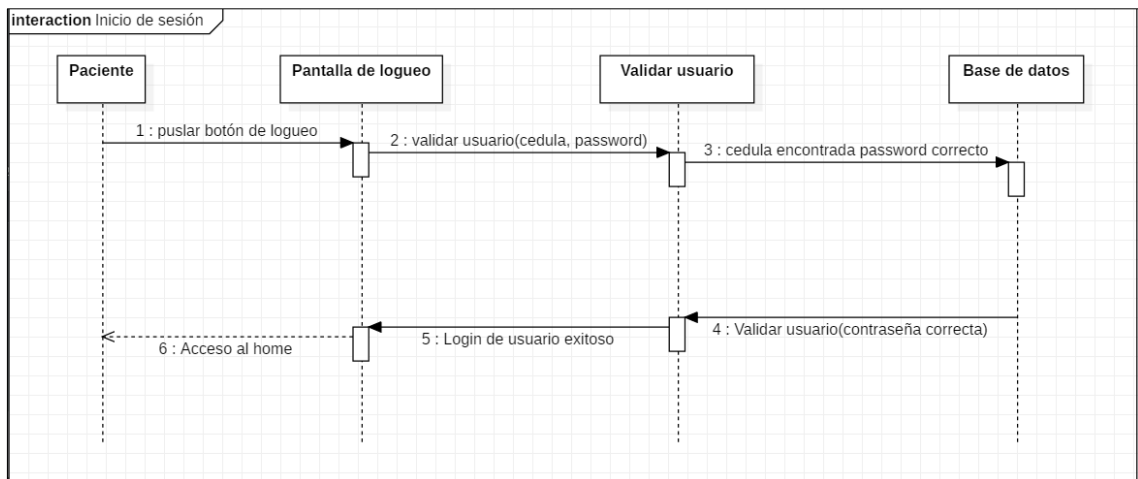 interaction Inicio de sesión
Paciente
Pantalla de logueo
Validar usuario
Base de datos
1 : puslar botón de logueo
2 : validar usuario(cedula, password)
3 : cedula encontrada password correcto
4 : Validar usuario(contraseña correcta)
5 : Login de usuario exitoso
6 : Acceso al home